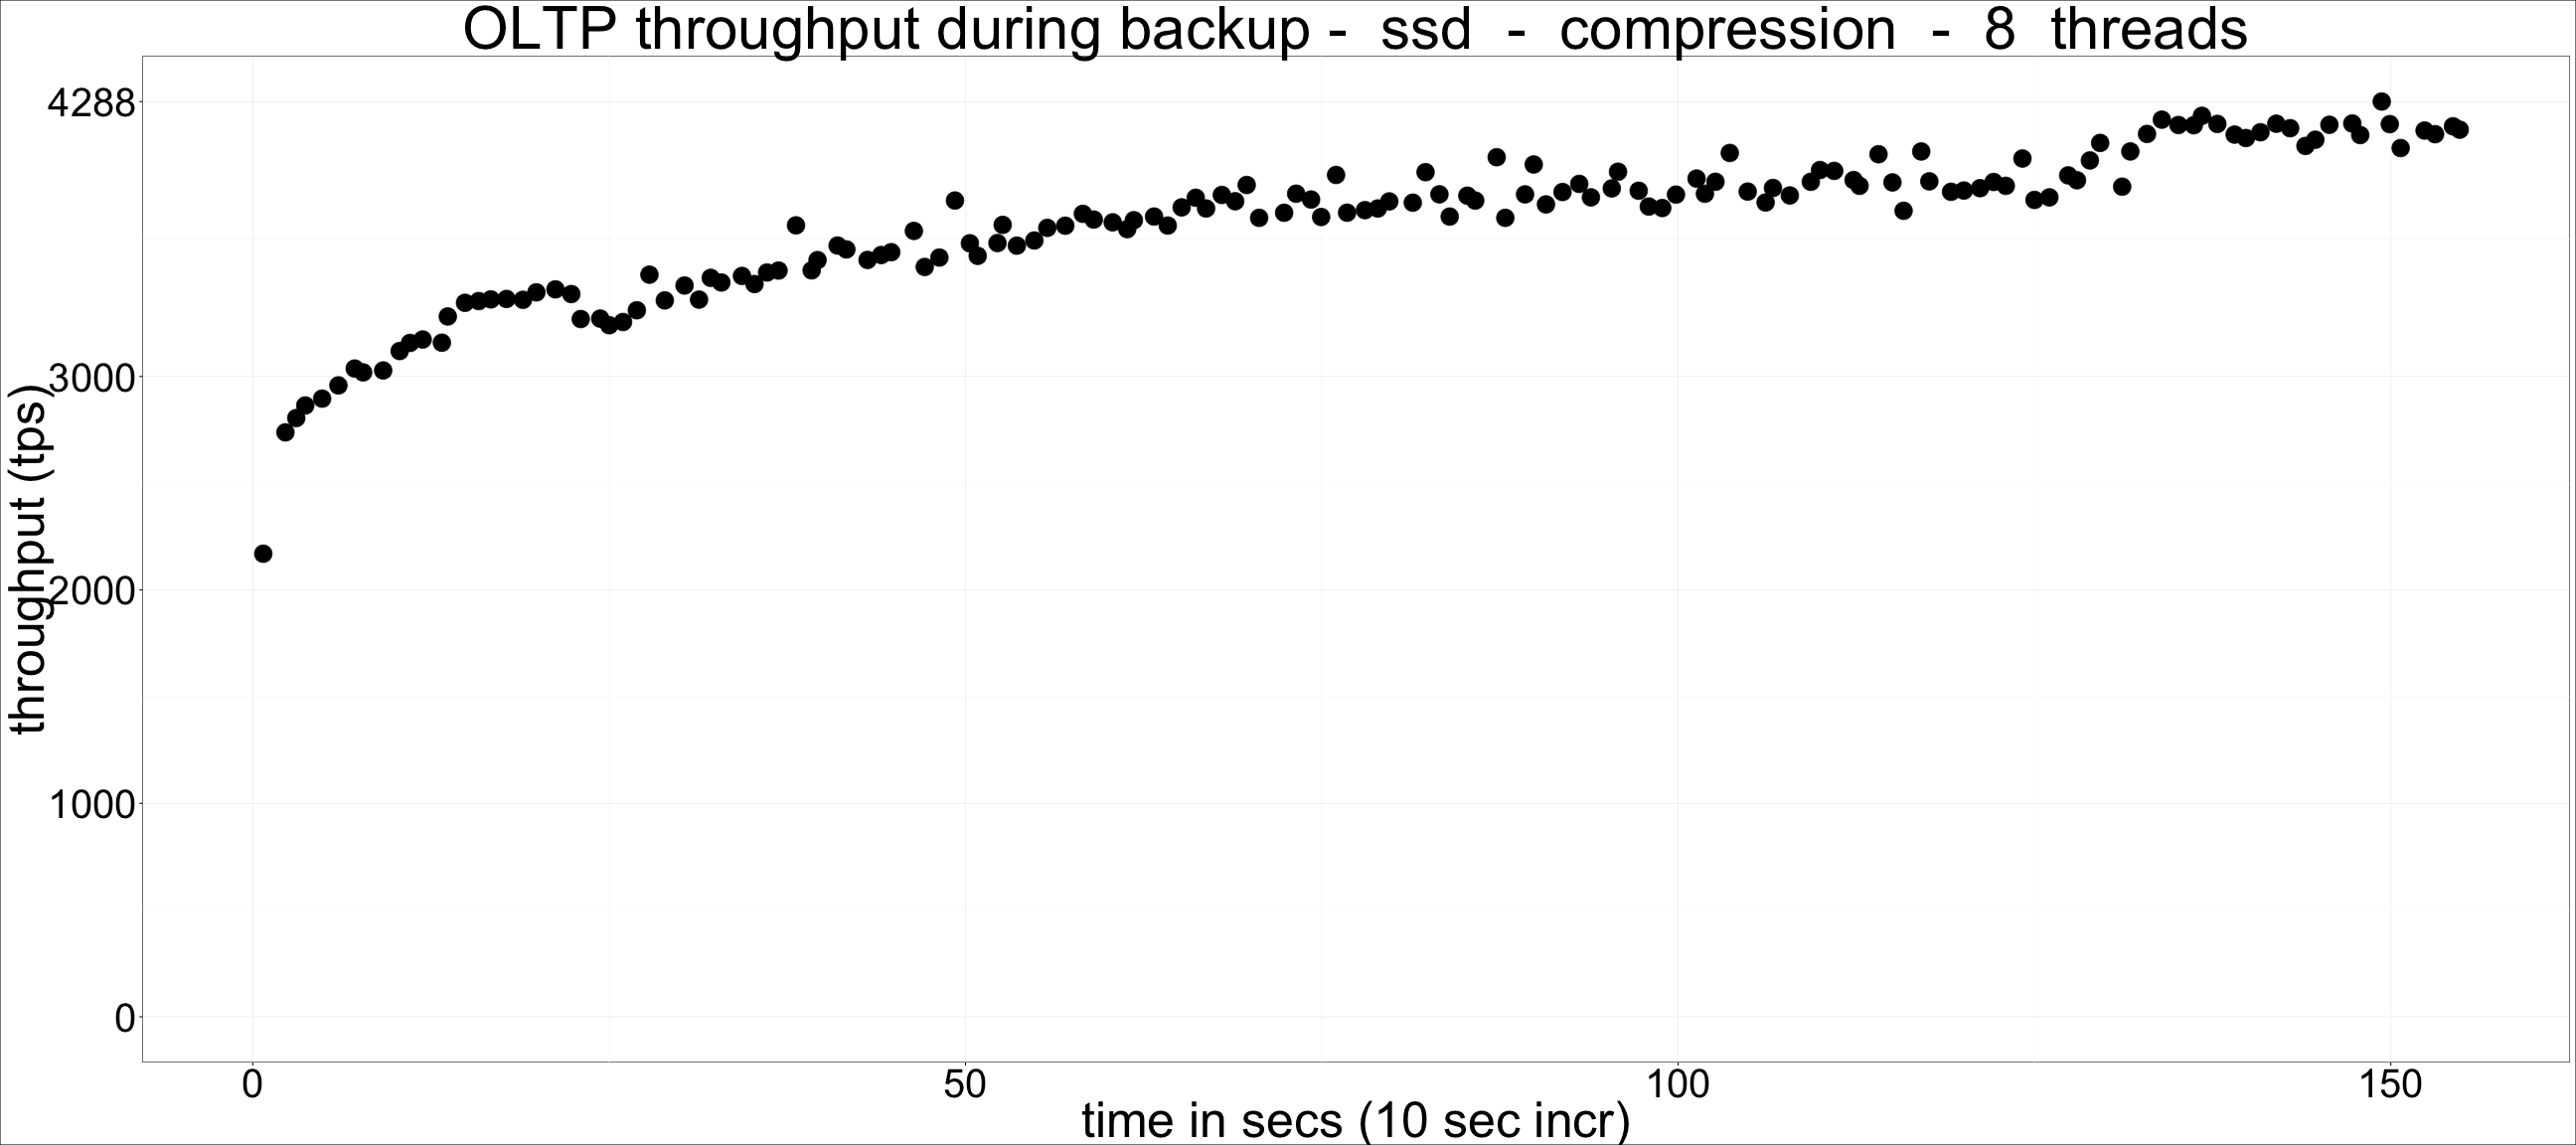 OLTP throughput during backup - ssd - compression - 8 threads
throughput (tps)
4288
3000
2000
1000
0
0 50 100 150
time in secs (10 sec incr)